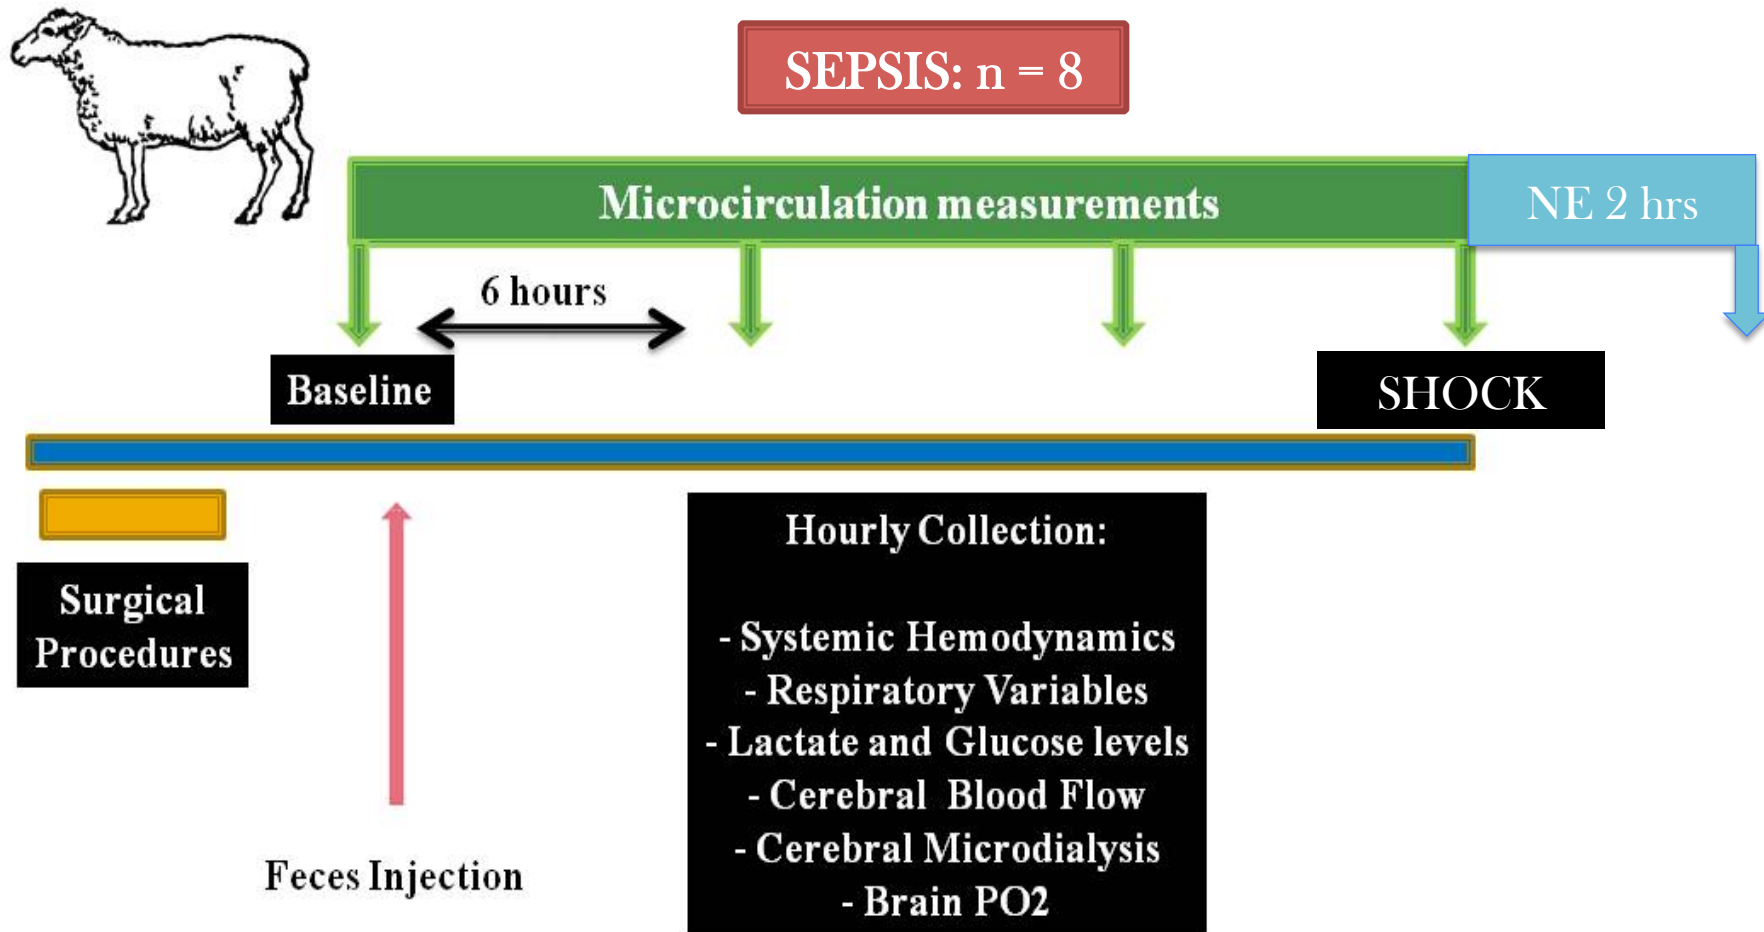 SEPSIS: n = 8
Microcirculation measurements
NE 2 hrs
6 hours
Baseline
SHOCK
Surgical
Procedures
Feces Injection
Hourly Collection:
- Systemic Hemodynamics
- Respiratory Variables
- Lactate and Glucose levels
- Cerebral Blood Flow
- Cerebral Microdialysis
- Brain PO2